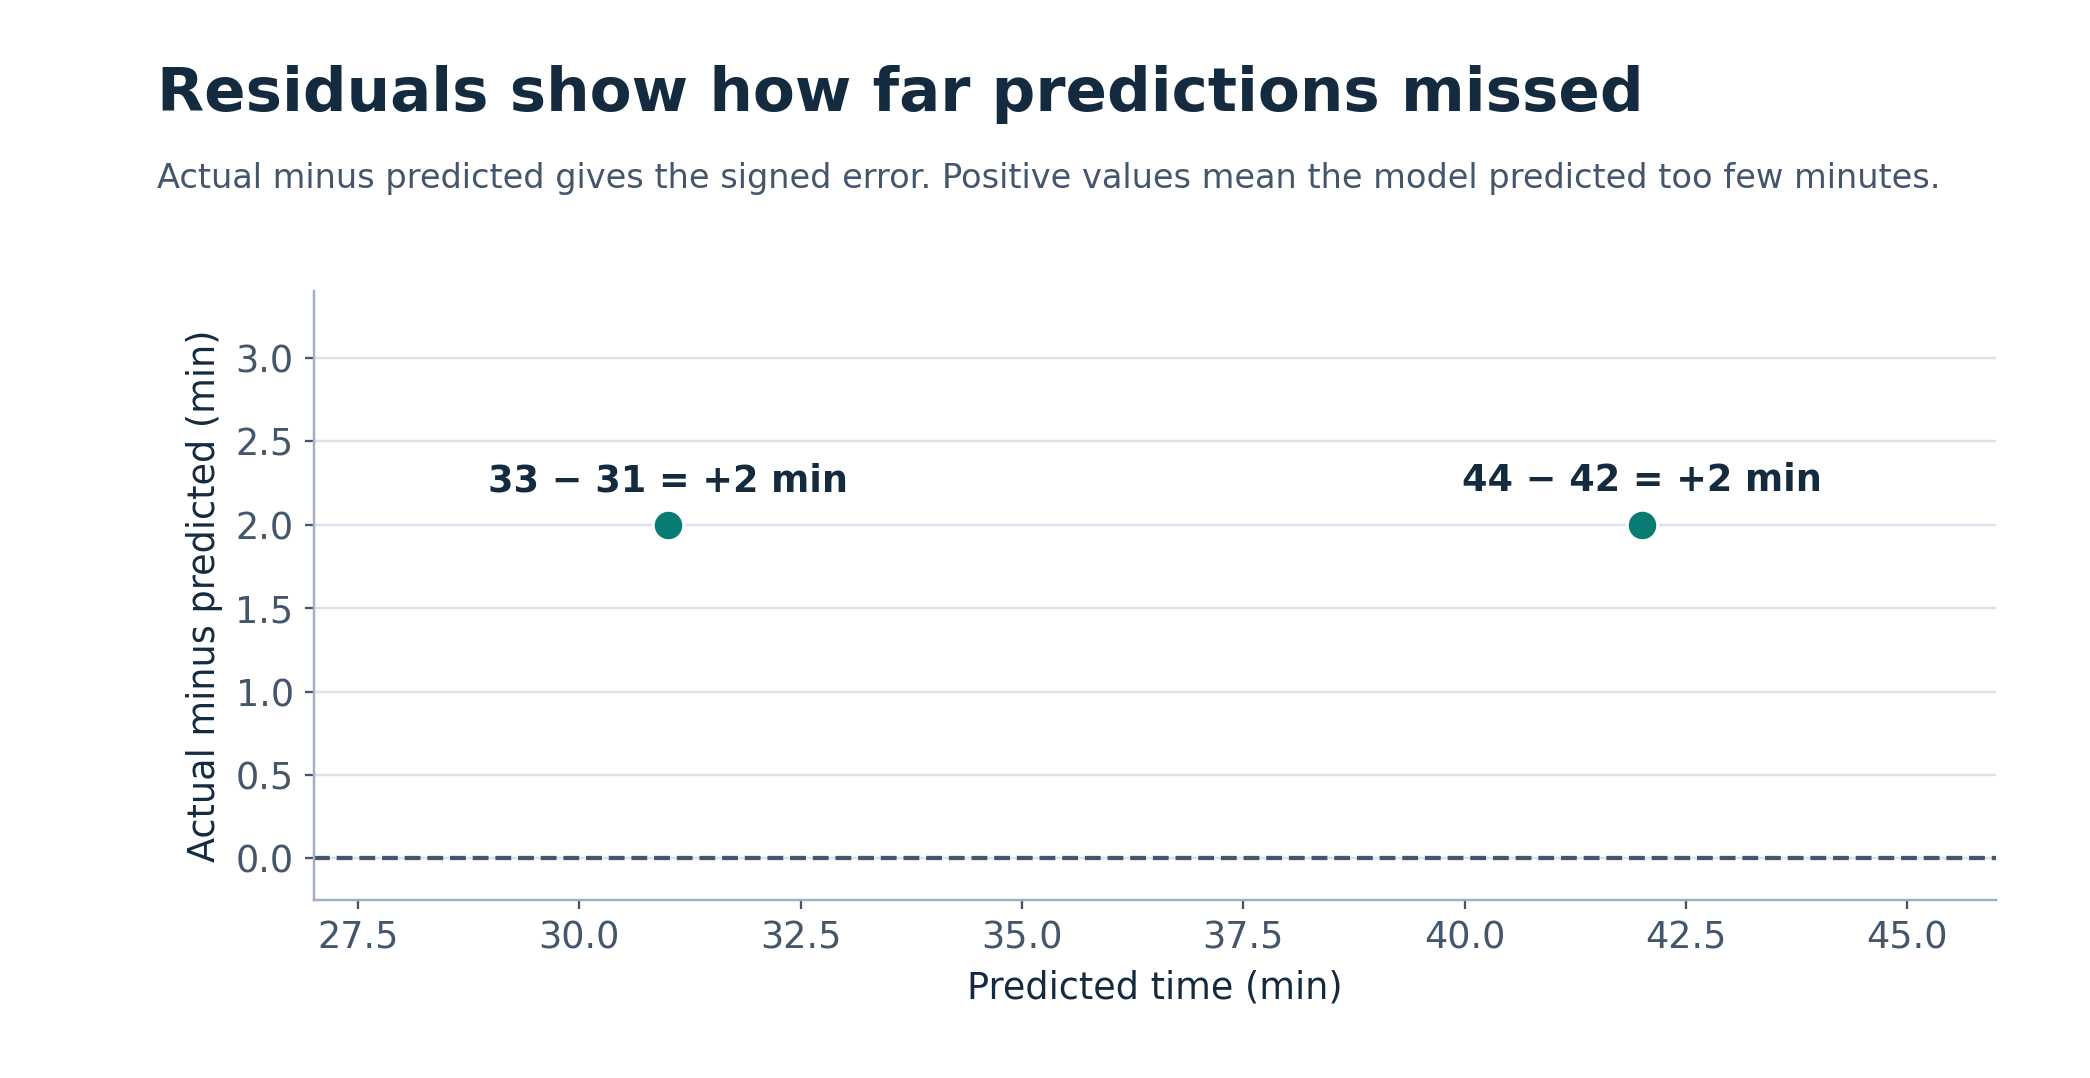 Residuals show how far predictions missed
Actual minus predicted gives the signed error. Positive values mean the model predicted too few minutes.
Actual minus predicted (min)
3.0
2.5
33 − 31 = +2 min
44 − 42 = +2 min
2.0
1.5
1.0
0.5
0.0
27.5 30.0 32.5 35.0 37.5 40.0 42.5 45.0
Predicted time (min)